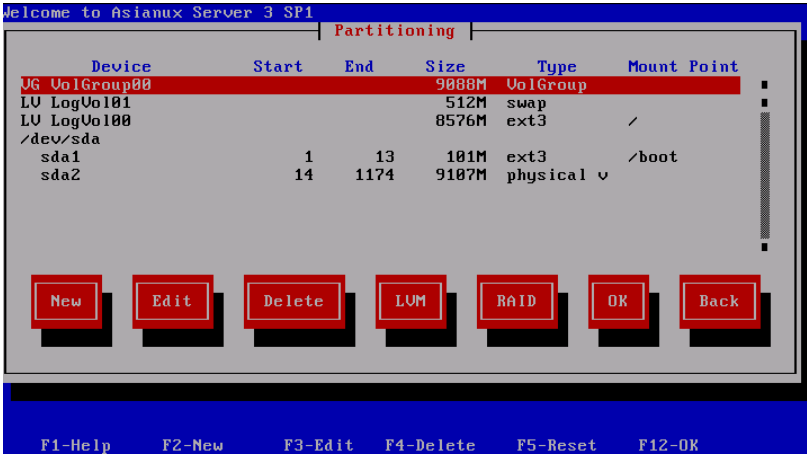 Welcome to Asianux Server 3 SP1
Partitioning
Device Start End Size Type Mount Point
VG VolGroup00 9088M VolGroup
LV LogVol01 512M swap
LV LogVol00 8576M ext3 /
/dev/sda
sda1 1 13 101M ext3 /boot
sda2 14 1174 9107M physical v
New Edit Delete LVM RAID OK Back
F1-Help F2-New F3-Edit F4-Delete F5-Reset F12-OK